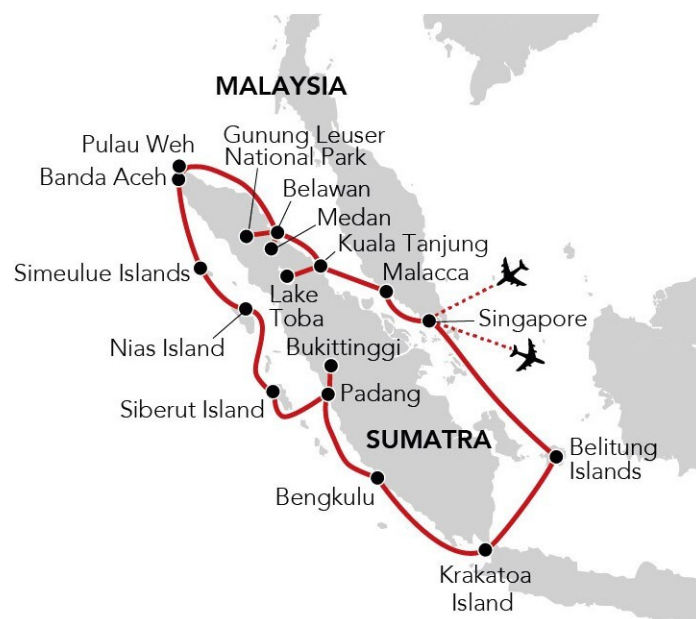 MALAYSIA
Pulau Weh
Gunung Leuser
National Park
Banda Aceh
Belawan
Medan
Kuala Tanjung
Simeulue Islands
Malacca
Lake
Toba
Singapore
Nias Island
Bukittinggi
Siberut Island
Padang
SUMATRA
Belitung
Islands
Bengkulu
Krakatoa
Island